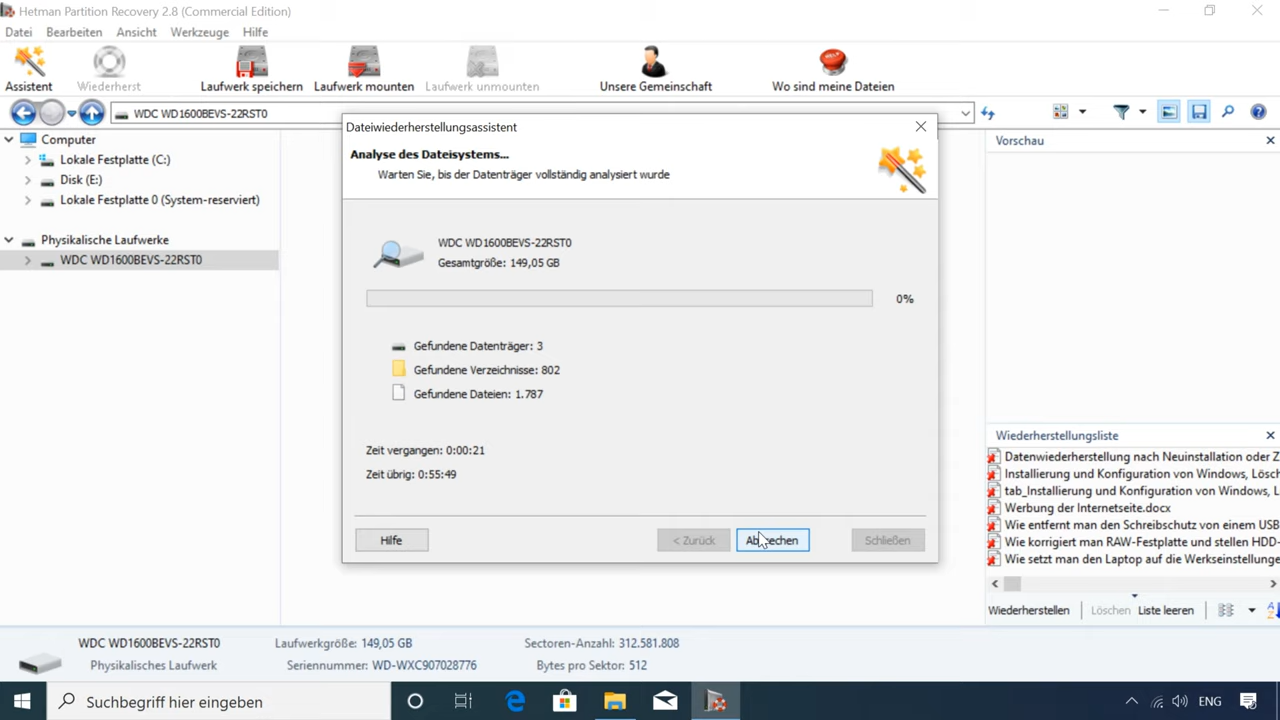 Hetman Partition Recovery 2.8 (Commercial Edition)
Datei Bearbeiten Ansicht Werkzeuge Hilfe
Assistent Wiederherst Laufwerk speichern Laufwerk mounten Laufwerk unmounten Unsere Gemeinschaft Wo sind meine Dateien
WDC WD1600BEVS-22RST0
Computer
Lokale Festplatte (C:)
Disk (E:)
Lokale Festplatte 0 (System-reserviert)
Physikalische Laufwerke
WDC WD1600BEVS-22RST0
Dateiwiederherstellungsassistent
Analyse des Dateisystems...
Warten Sie, bis der Datenträger vollständig analysiert wurde
WDC WD1600BEVS-22RST0
Gesamtgröße: 149,05 GB
0%
Gefundene Datenträger: 3
Gefundene Verzeichnisse: 802
Gefundene Dateien: 1.787
Zeit vergangen: 0:00:21
Zeit übrig: 0:55:49
Hilfe < Zurück Abbrechen Schließen
Vorschau
Wiederherstellungsliste
Datenwiederherstellung nach Neuinstallation oder Z
Installierung und Konfiguration von Windows, Lösch
tab_Installierung und Konfiguration von Windows, L
Werbung der Internetseite.docx
Wie entfernt man den Schreibschutz von einem USB
Wie korrigiert man RAW-Festplatte und stellen HDD-
Wie setzt man den Laptop auf die Werkseinstellunge
Wiederherstellen Löschen Liste leeren
WDC WD1600BEVS-22RST0 Laufwerkgröße: 149,05 GB Sectoren-Anzahl: 312.581.808
Physikalisches Laufwerk Seriennummer: WD-WXC907028776 Bytes pro Sektor: 512
Suchbegriff hier eingeben
ENG